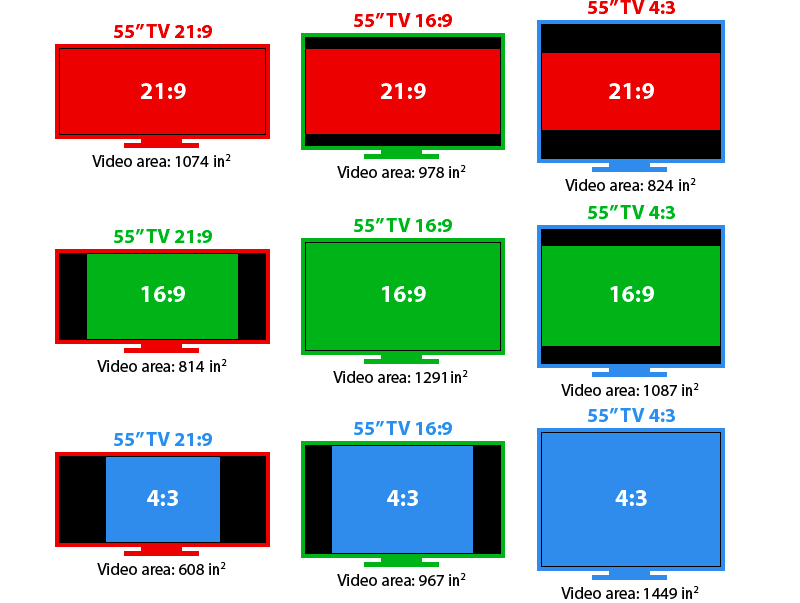 55” TV 21:9
55” TV 16:9
55” TV 4:3
21:9
21:9
21:9
Video area: 1074 in²
Video area: 978 in²
Video area: 824 in²
55” TV 21:9
55” TV 16:9
55” TV 4:3
16:9
16:9
16:9
Video area: 814 in²
Video area: 1291in²
Video area: 1087 in²
55” TV 21:9
55” TV 16:9
55” TV 4:3
4:3
4:3
4:3
Video area: 608 in²
Video area: 967 in²
Video area: 1449 in²